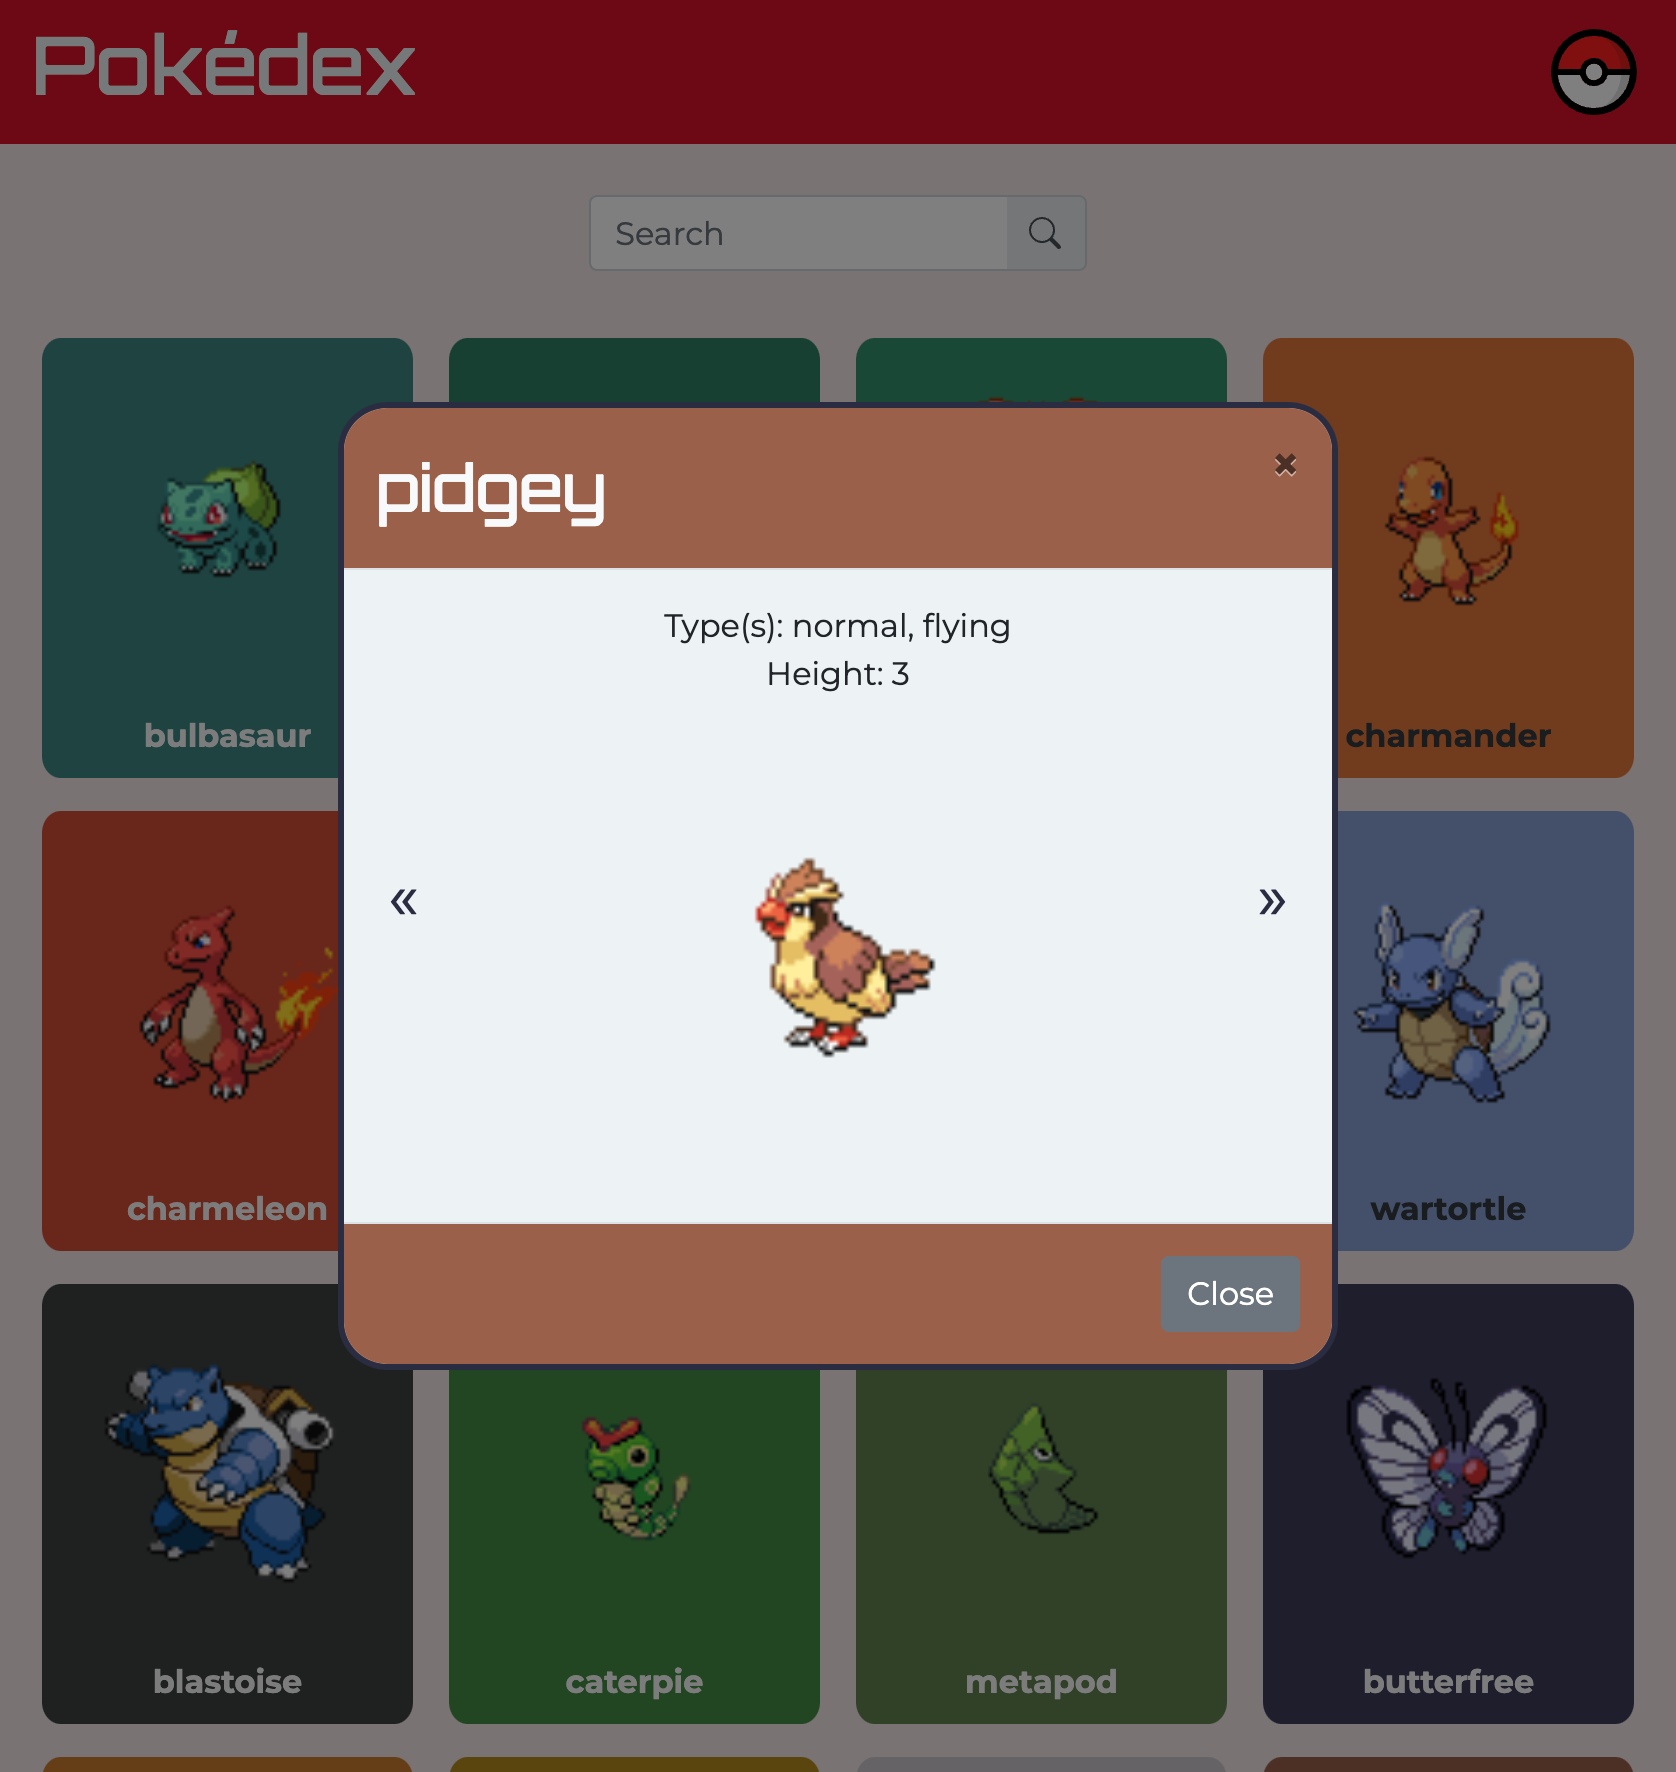 Pokédex
Search
pidgey
×
Type(s): normal, flying
Height: 3
«
»
Close
bulbasaur
charmander
charmeleon
wartortle
blastoise
caterpie
metapod
butterfree